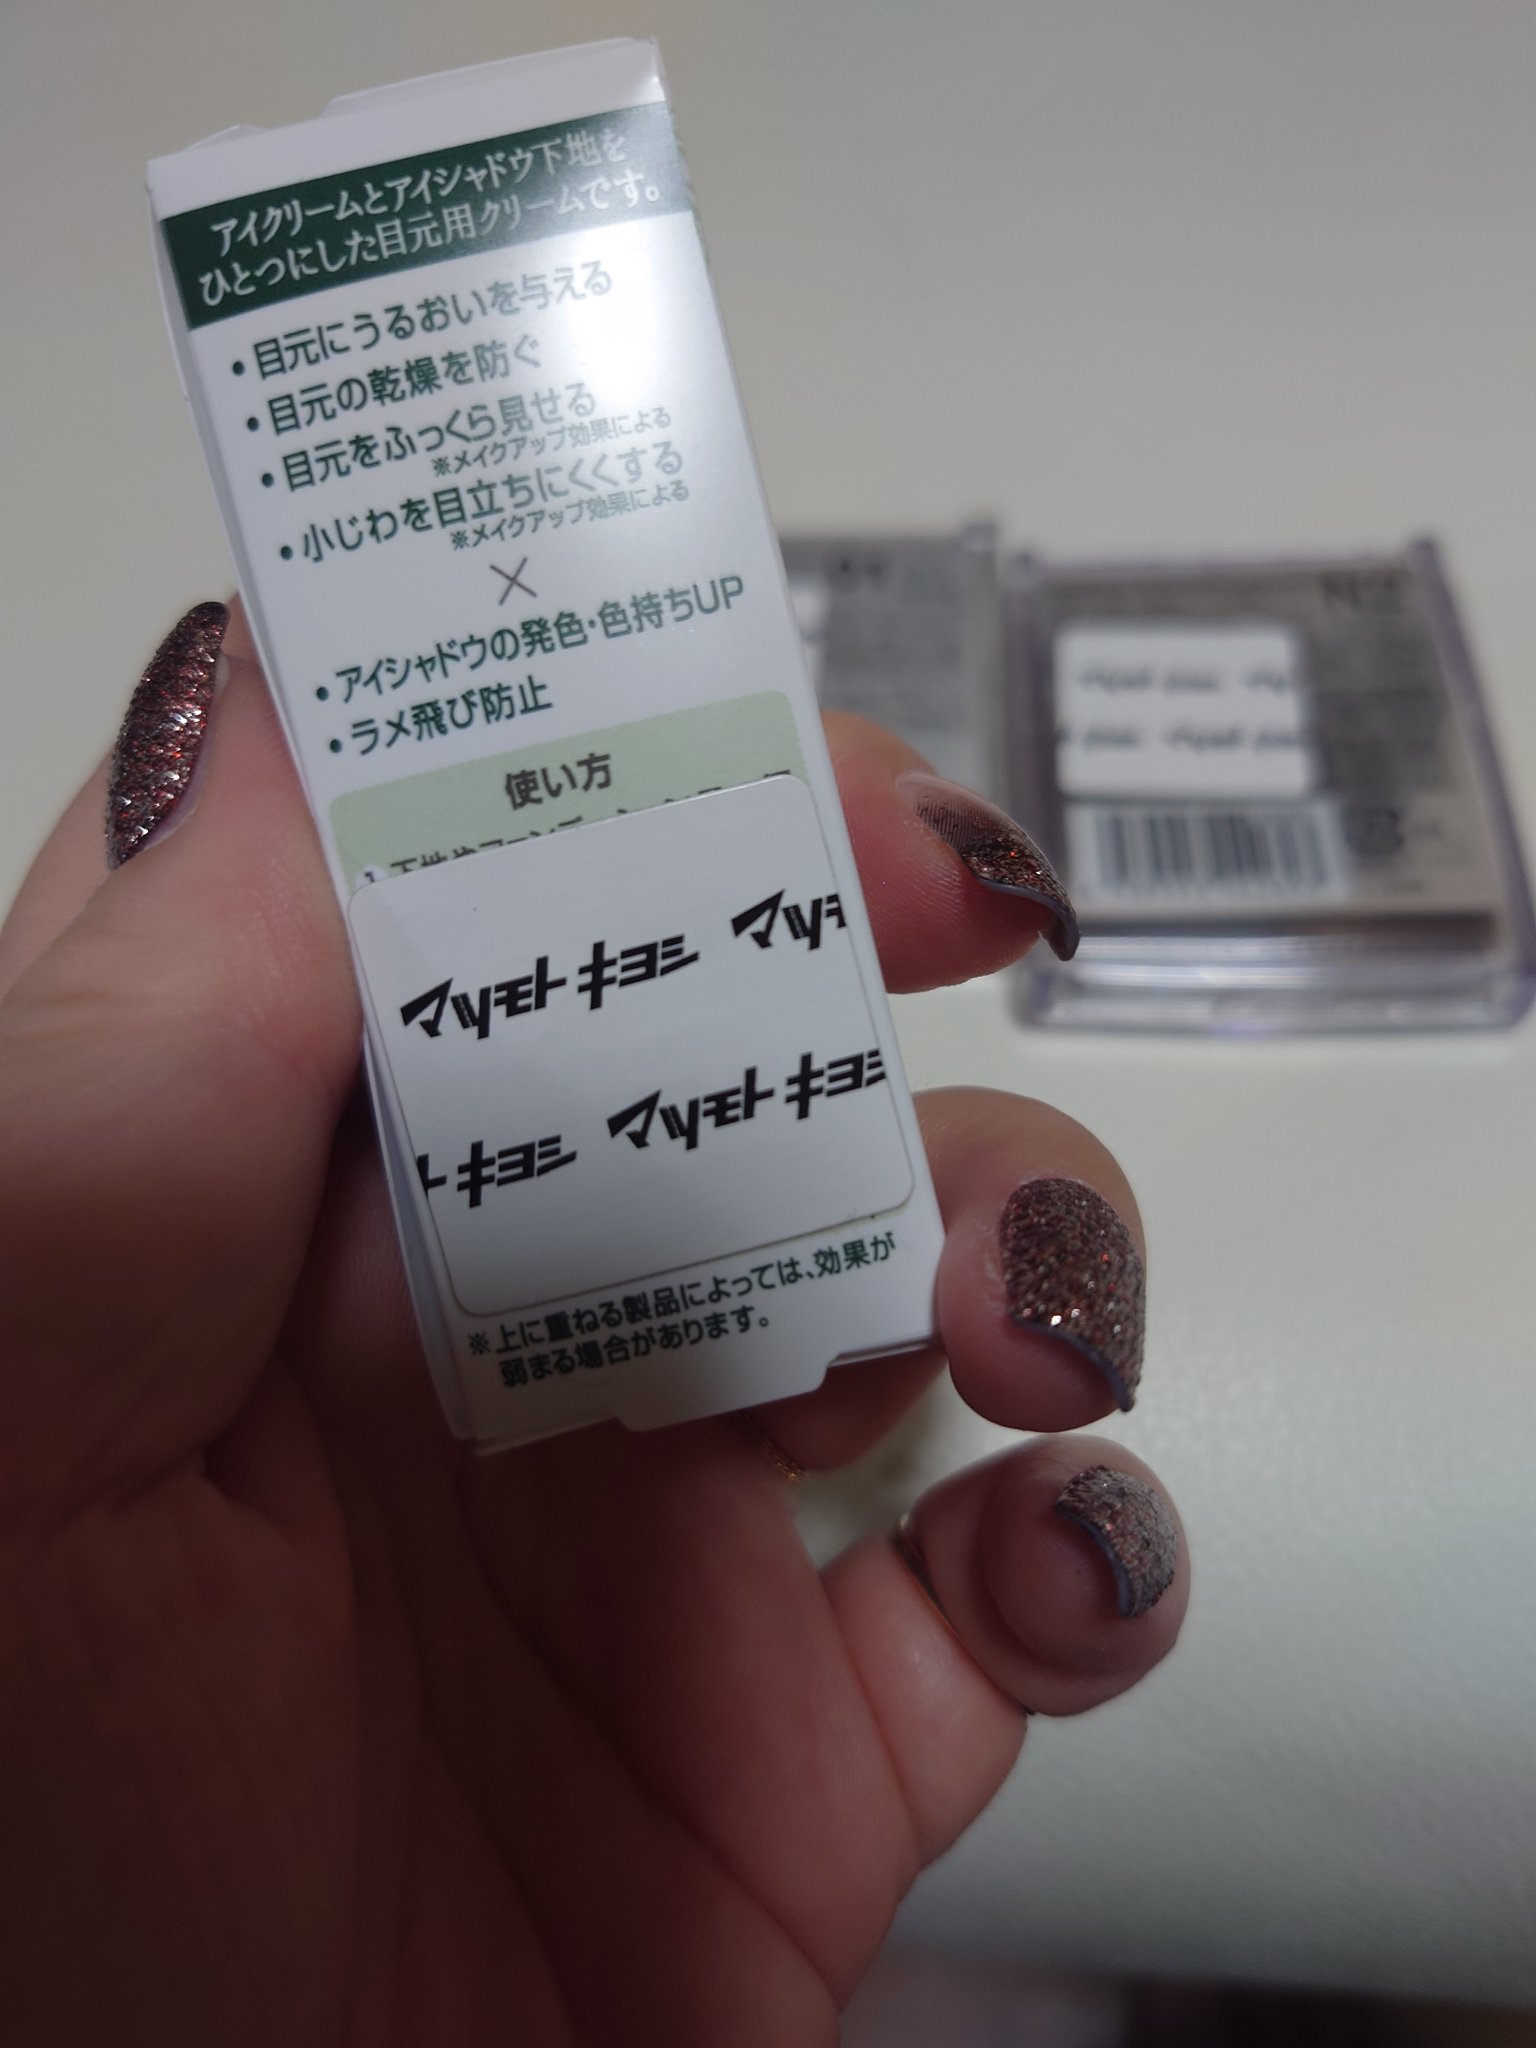 アイクリームとアイシャドウ下地を
ひとつにした目元用クリームです。
• 目元にうるおいを与える
• 目元の乾燥を防ぐ
• 目元をふっくら見せる
※メイクアップ効果による
• 小じわを目立ちにくくする
※メイクアップ効果による
×
• アイシャドウの発色・色持ちUP
• ラメ飛び防止
使い方
マツモト キヨシ マツモ
ト キヨシ マツモト キヨシ
※上に重ねる製品によっては、効果が
弱まる場合があります。